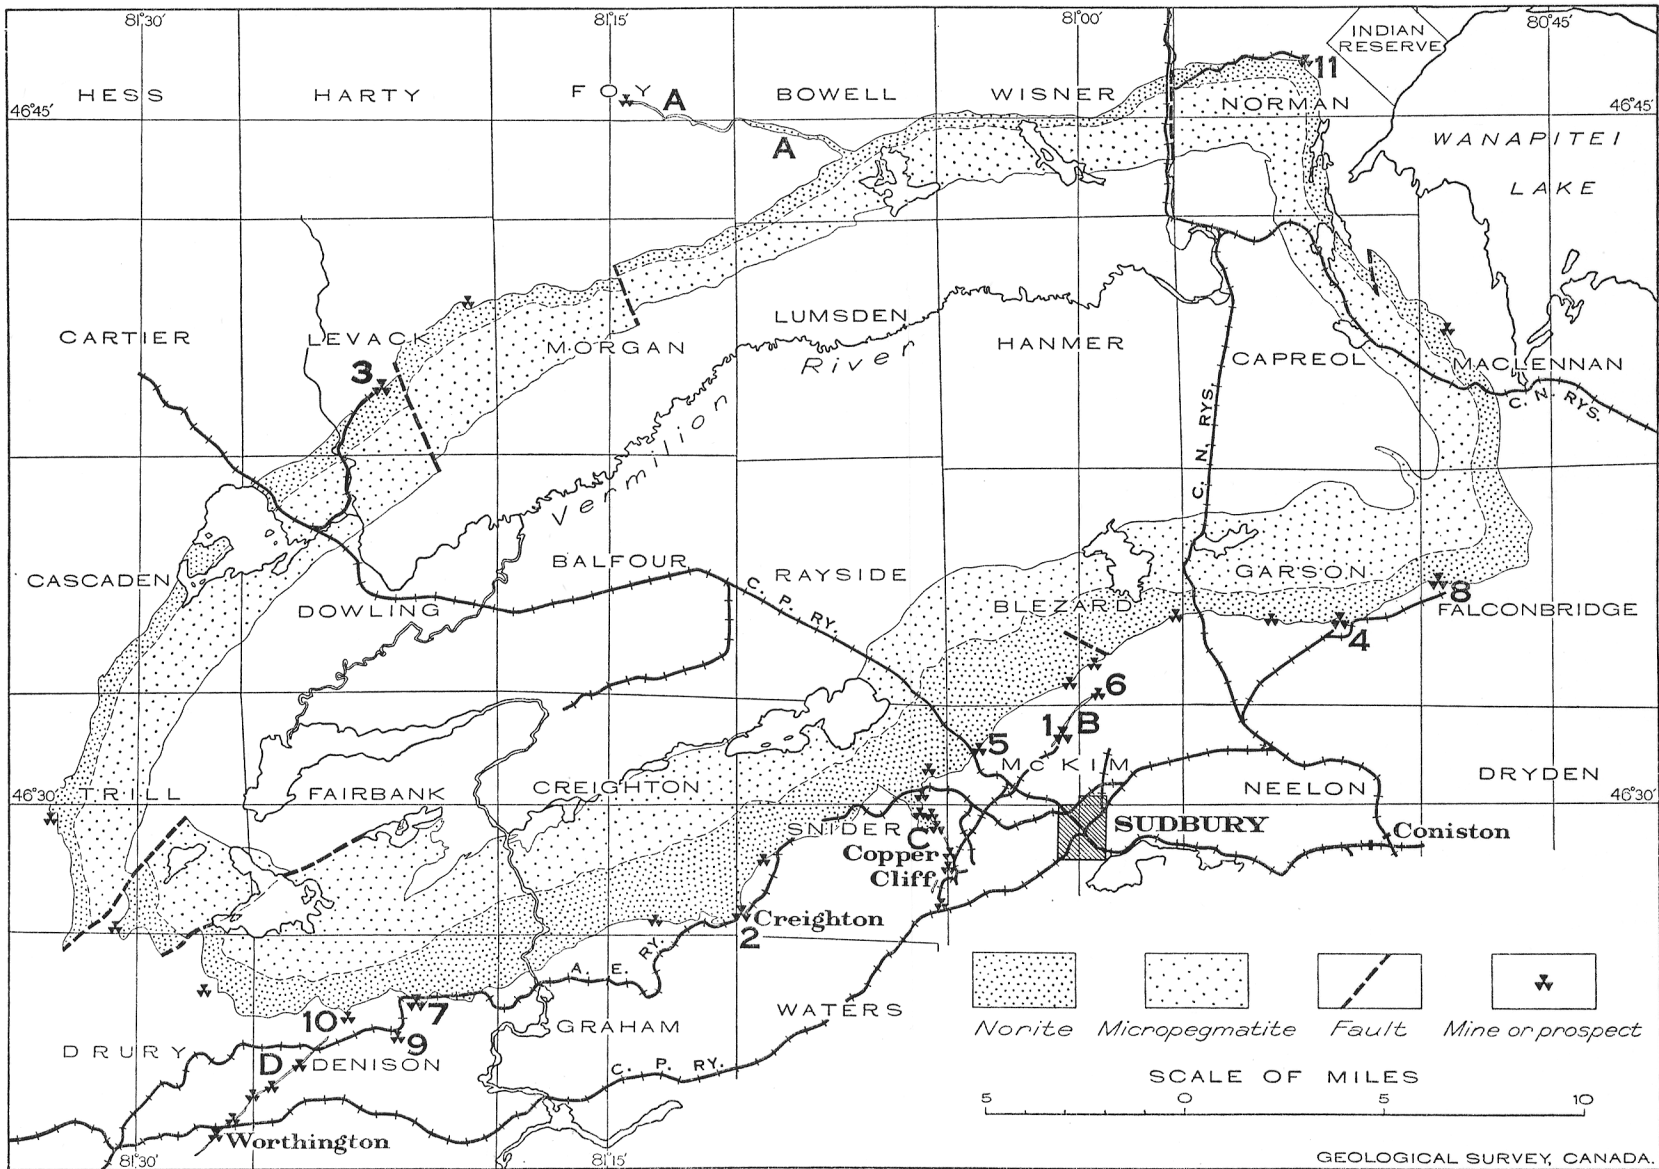 81°30′ 81°15′ 81°00′ 80°45′
INDIAN
RESERVE
11
HESS HARTY FOY A BOWELL WISNER NORMAN
46°45′ 46°45′
A
WANAPITEI
LAKE
CARTIER LEVACK MORGAN LUMSDEN HANMER CAPREOL MACLENNAN
3
River
Vermilion
C. N. RYS.
C. N. RYS.
CASCADEN DOWLING BALFOUR RAYSIDE BLEZARD GARSON
C. P. RY.
8
FALCONBRIDGE
4
6
1 B
5
McKIM
46°30′ TRILL FAIRBANK CREIGHTON NEELON DRYDEN 46°30′
SNIDER C SUDBURY Coniston
Copper
Cliff
Creighton
2
A. E. RY.
WATERS
10 7
GRAHAM
9
DRURY D DENISON
C. P. RY.
Worthington
Norite Micropegmatite Fault Mine or prospect
SCALE OF MILES
5 0 5 10
81°30′ 81°15′
GEOLOGICAL SURVEY, CANADA.